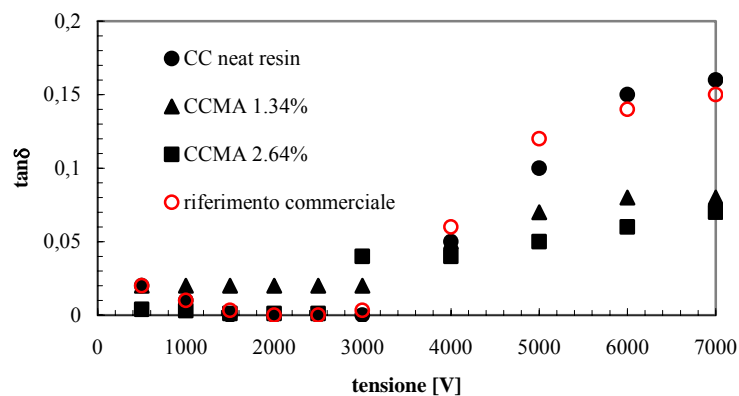 0,2
0,15
0,1
0,05
0
tanδ
CC neat resin
CCMA 1.34%
CCMA 2.64%
riferimento commerciale
0 1000 2000 3000 4000 5000 6000 7000
tensione [V]